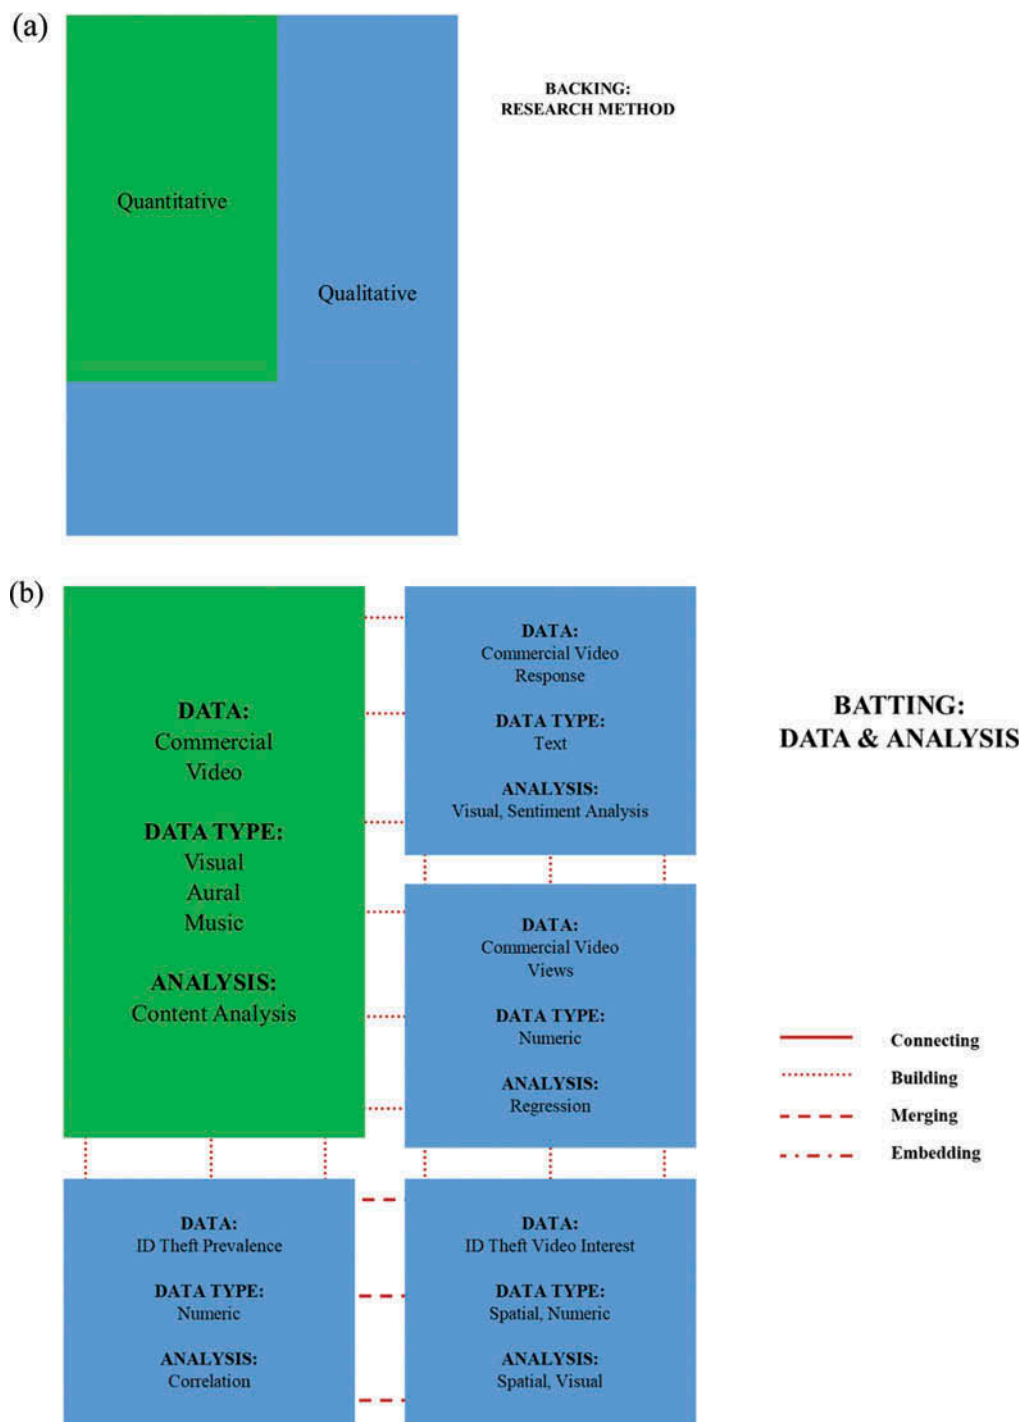 (a)
BACKING:
RESEARCH METHOD
Quantitative
Qualitative
(b)
DATA:
Commercial
Video
DATA TYPE:
Visual
Aural
Music
ANALYSIS:
Content Analysis
DATA:
Commercial Video
Response
DATA TYPE:
Text
ANALYSIS:
Visual, Sentiment Analysis
BATTING:
DATA & ANALYSIS
DATA:
Commercial Video
Views
DATA TYPE:
Numeric
ANALYSIS:
Regression
Connecting
Building
Merging
Embedding
DATA:
ID Theft Prevalence
DATA TYPE:
Numeric
ANALYSIS:
Correlation
DATA:
ID Theft Video Interest
DATA TYPE:
Spatial, Numeric
ANALYSIS:
Spatial, Visual